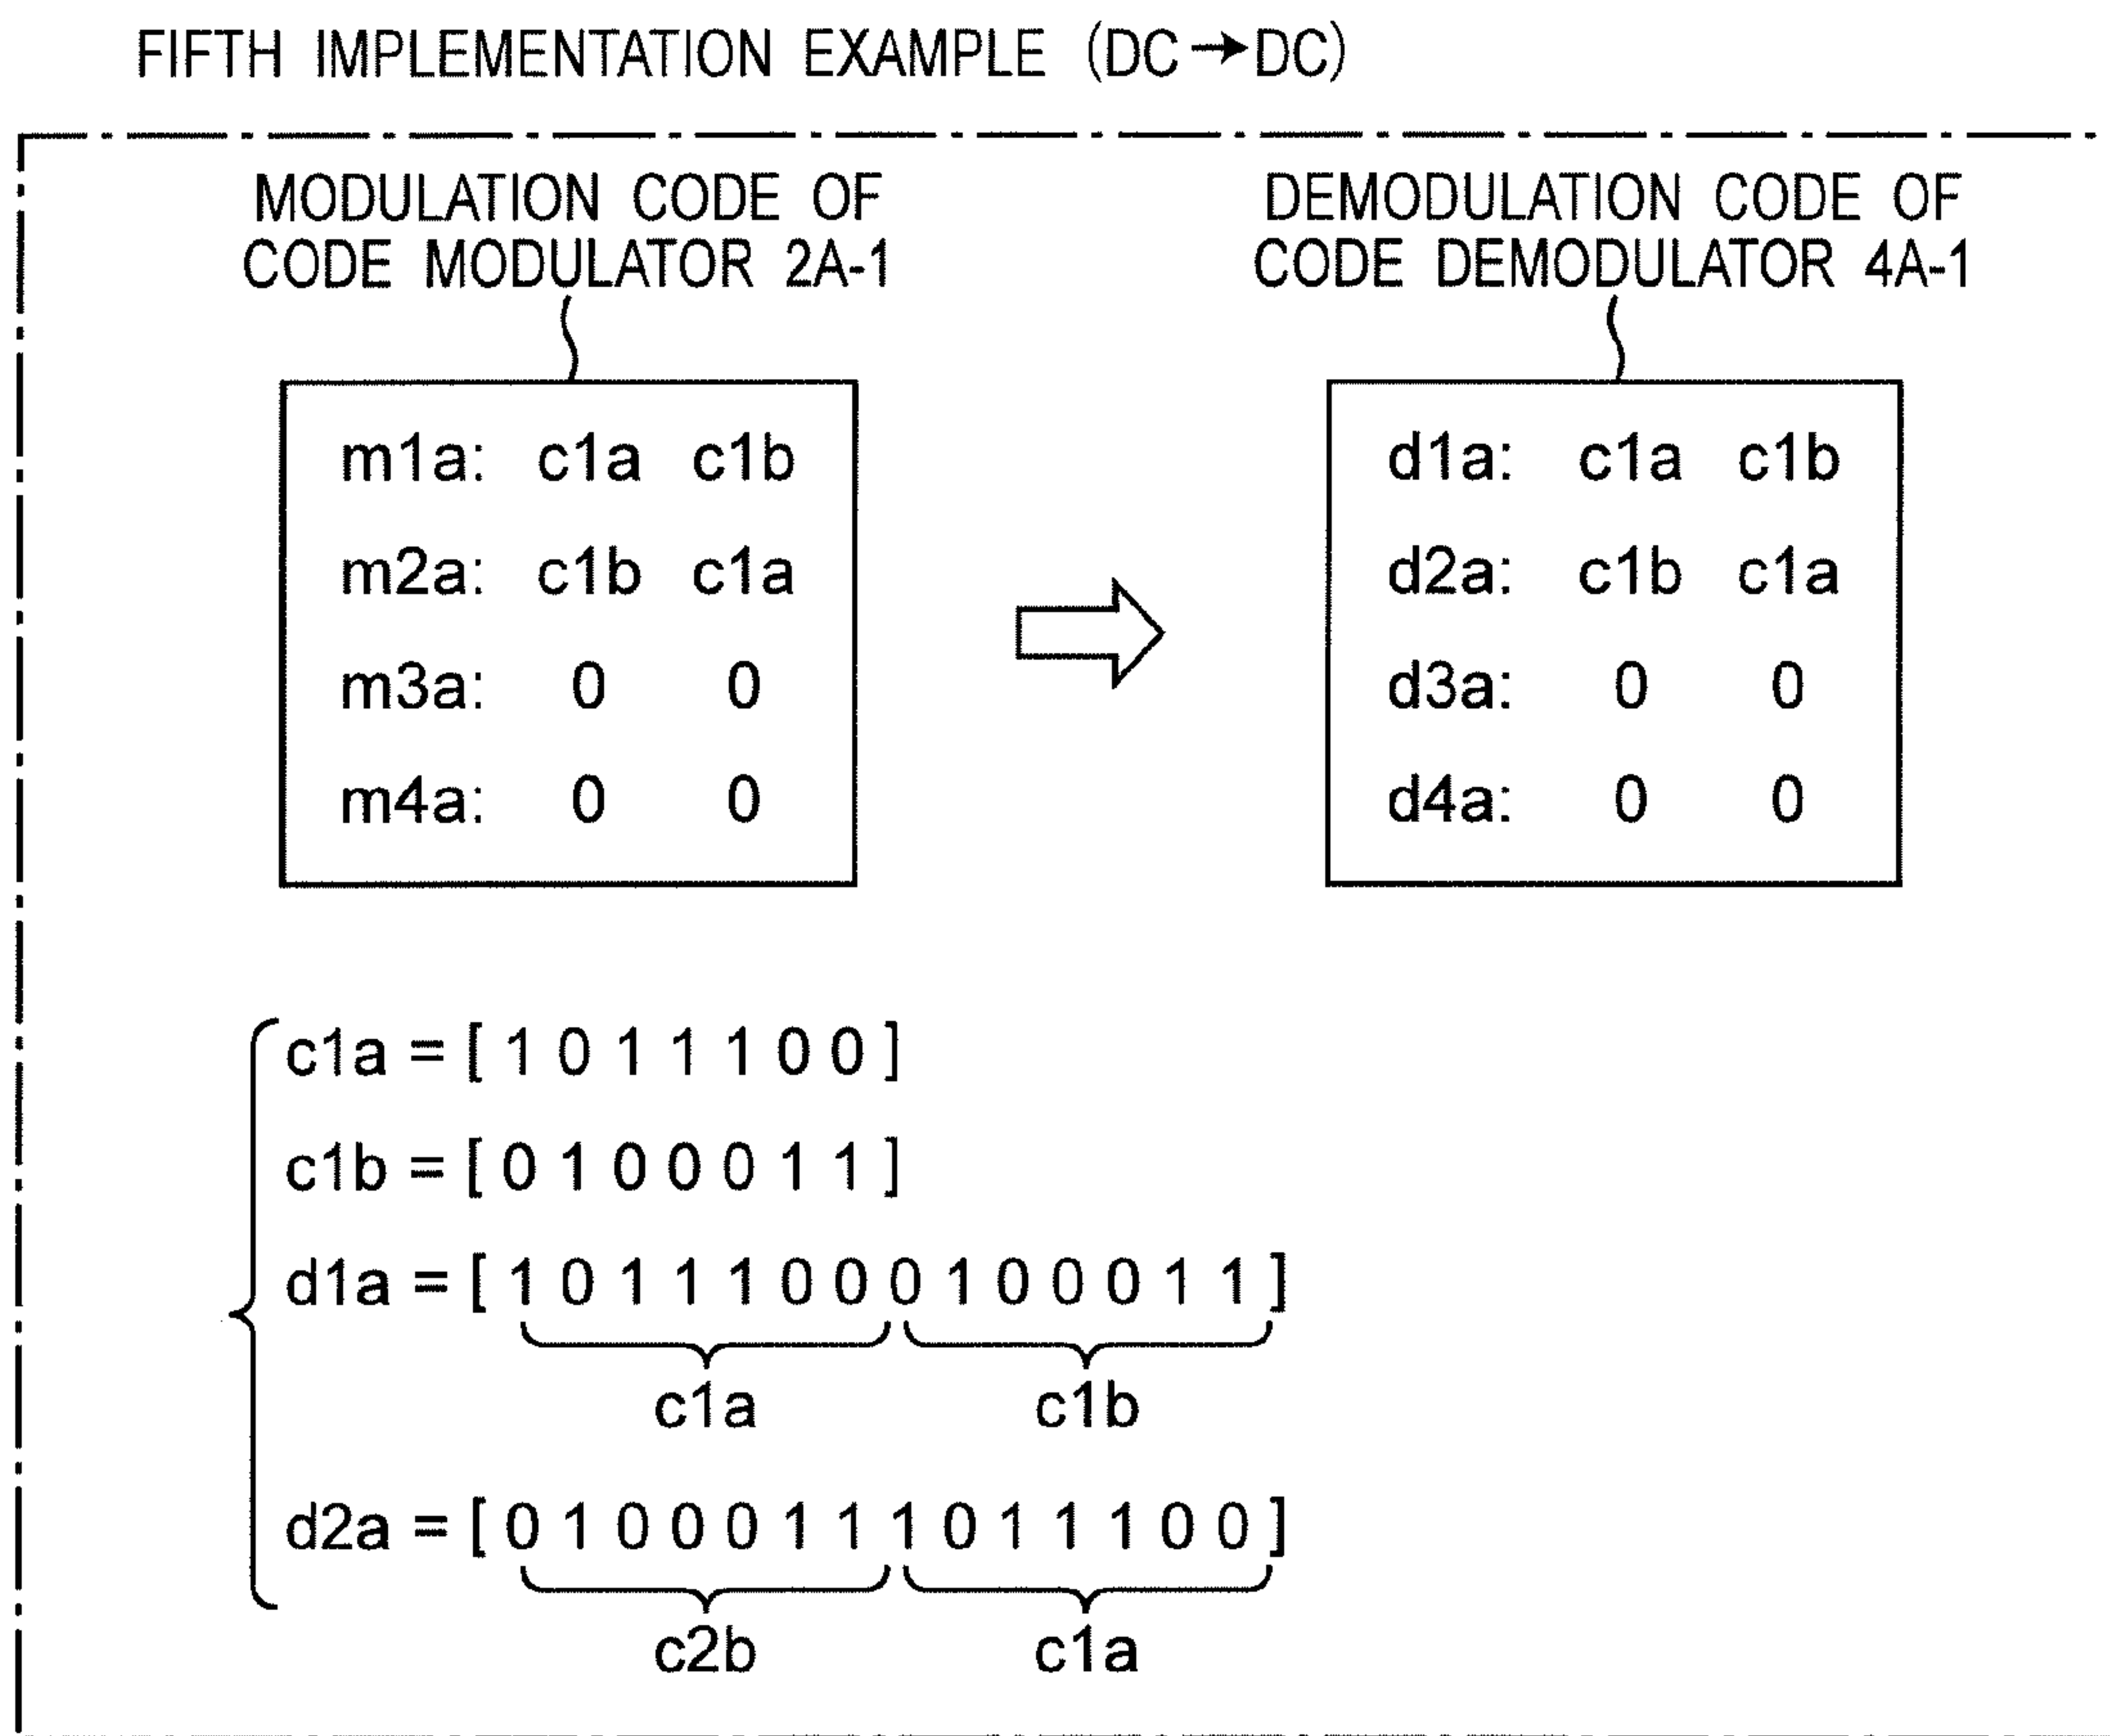 FIFTH IMPLEMENTATION EXAMPLE (DC→DC)
MODULATION CODE OF
CODE MODULATOR 2A-1
m1a: c1a c1b
m2a: c1b c1a
m3a: 0 0
m4a: 0 0
DEMODULATION CODE OF
CODE DEMODULATOR 4A-1
d1a: c1a c1b
d2a: c1b c1a
d3a: 0 0
d4a: 0 0
c1a = [ 1 0 1 1 1 0 0 ]
c1b = [ 0 1 0 0 0 1 1 ]
d1a = [ 1 0 1 1 1 0 0 0 1 0 0 0 1 1 ]
c1a c1b
d2a = [ 0 1 0 0 0 1 1 1 0 1 1 1 0 0 ]
c2b c1a